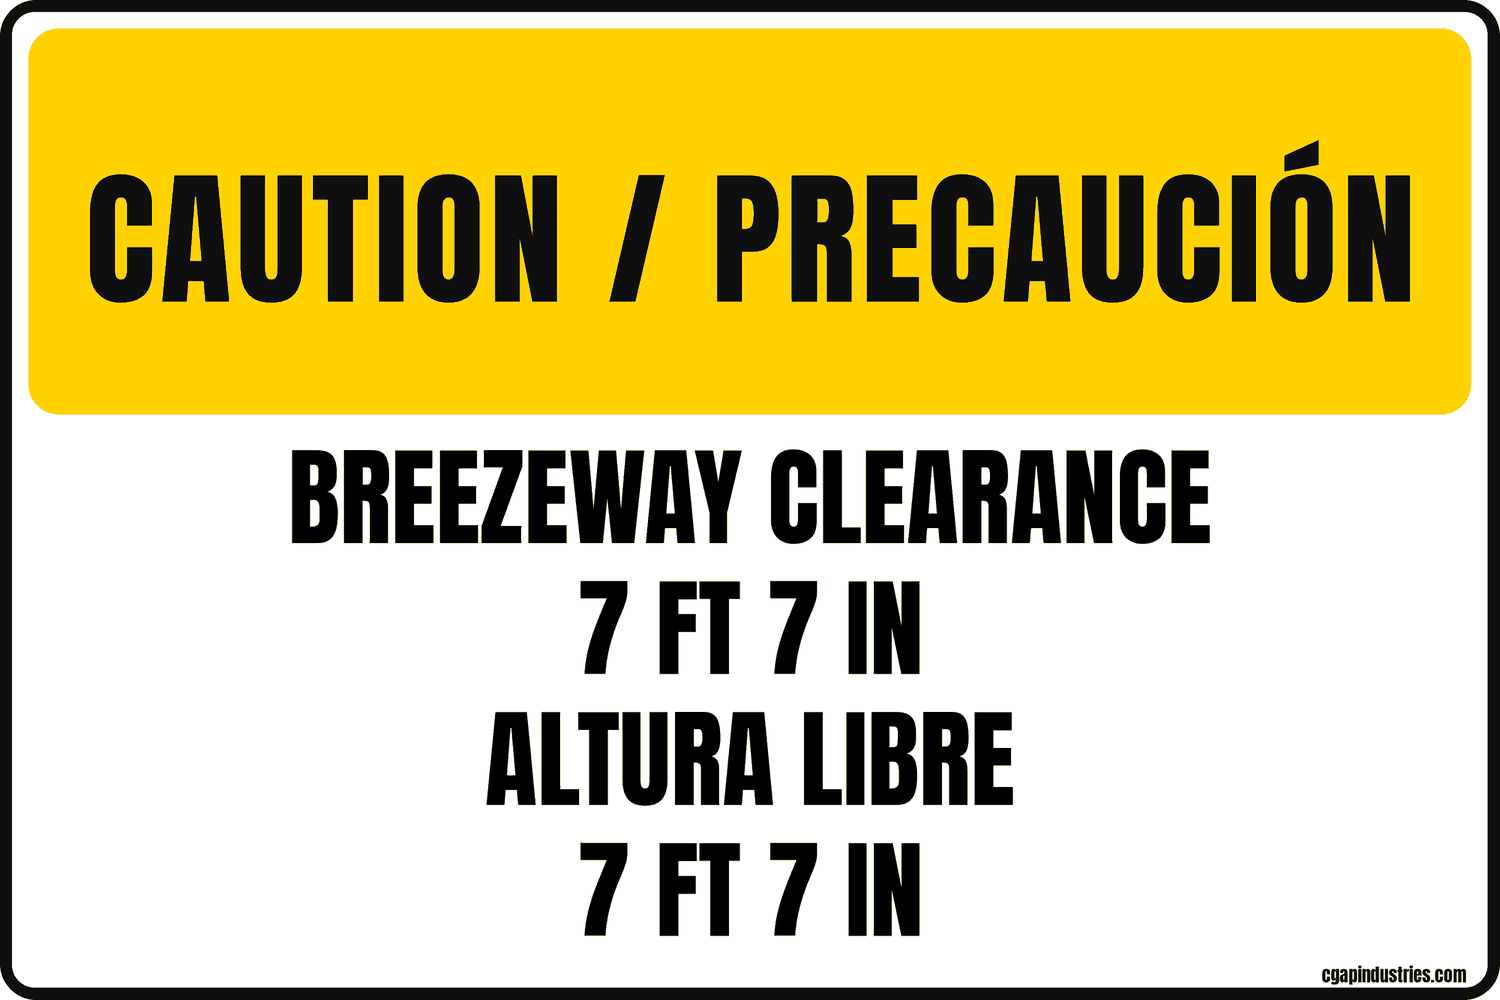 CAUTION / PRECAUCIÓN
BREEZEWAY CLEARANCE
7 FT 7 IN
ALTURA LIBRE
7 FT 7 IN
cgapindustries.com